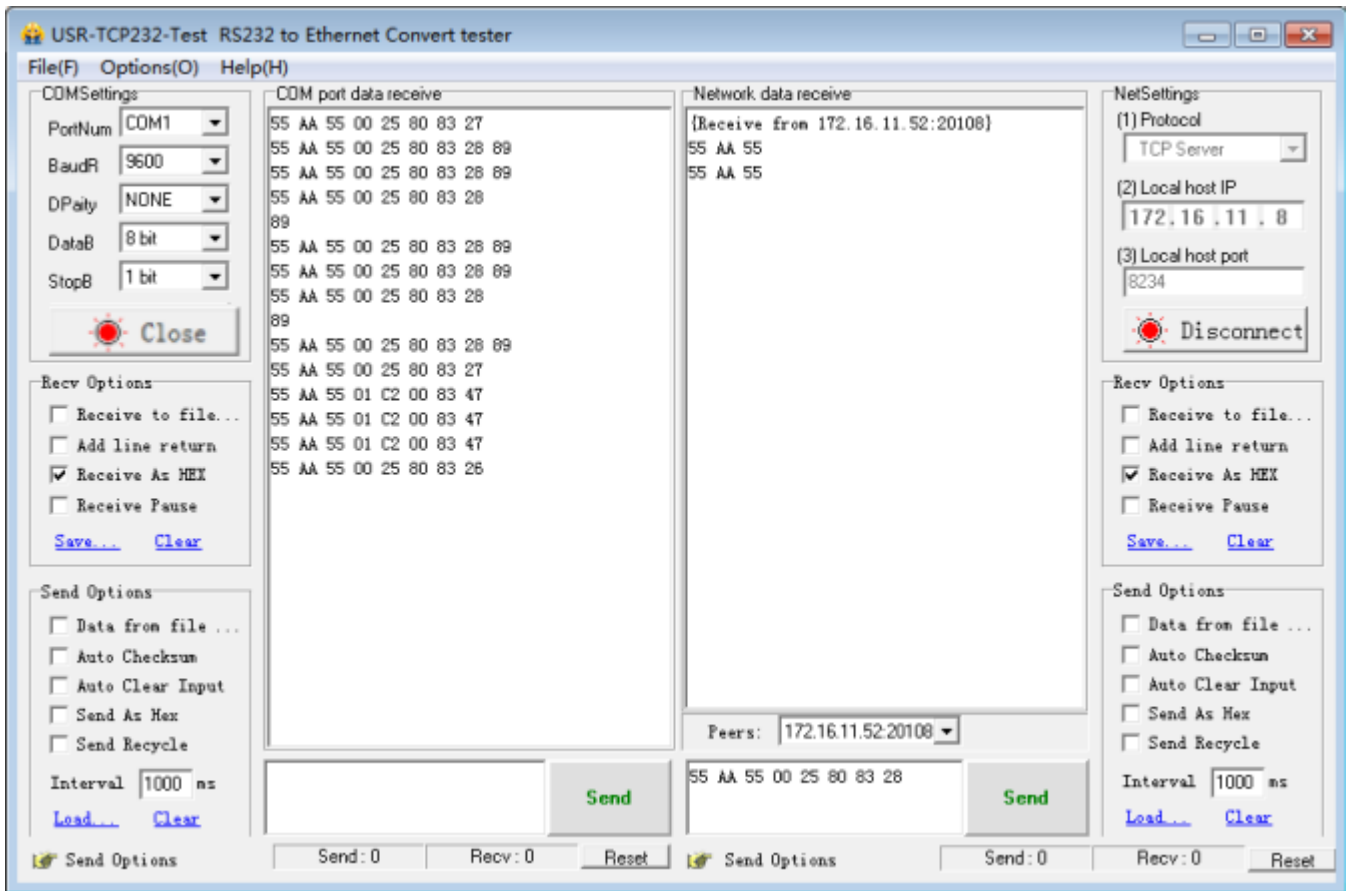 USR-TCP232-Test RS232 to Ethernet Convert tester
File(F) Options(O) Help(H)
COMSettings
PortNum COM1
BaudR 9600
DPaity NONE
DataB 8 bit
StopB 1 bit
Close
Recv Options
Receive to file...
Add line return
Receive As HEX
Receive Pause
Save... Clear
Send Options
Data from file ...
Auto Checksum
Auto Clear Input
Send As Hex
Send Recycle
Interval 1000 ms
Load... Clear
Send Options
COM port data receive
55 AA 55 00 25 80 83 27
55 AA 55 00 25 80 83 28 89
55 AA 55 00 25 80 83 28 89
55 AA 55 00 25 80 83 28
89
55 AA 55 00 25 80 83 28 89
55 AA 55 00 25 80 83 28 89
55 AA 55 00 25 80 83 28
89
55 AA 55 00 25 80 83 28 89
55 AA 55 00 25 80 83 27
55 AA 55 01 C2 00 83 47
55 AA 55 01 C2 00 83 47
55 AA 55 01 C2 00 83 47
55 AA 55 00 25 80 83 26
Send
Send : 0 Recv : 0 Reset
Network data receive
{Receive from 172.16.11.52:20108}
55 AA 55
55 AA 55
Peers: 172.16.11.52:20108
55 AA 55 00 25 80 83 28
Send
Send Options Send : 0 Recv : 0 Reset
NetSettings
(1) Protocol
TCP Server
(2) Local host IP
172 . 16 . 11 . 8
(3) Local host port
8234
Disconnect
Recv Options
Receive to file...
Add line return
Receive As HEX
Receive Pause
Save... Clear
Send Options
Data from file ...
Auto Checksum
Auto Clear Input
Send As Hex
Send Recycle
Interval 1000 ms
Load... Clear